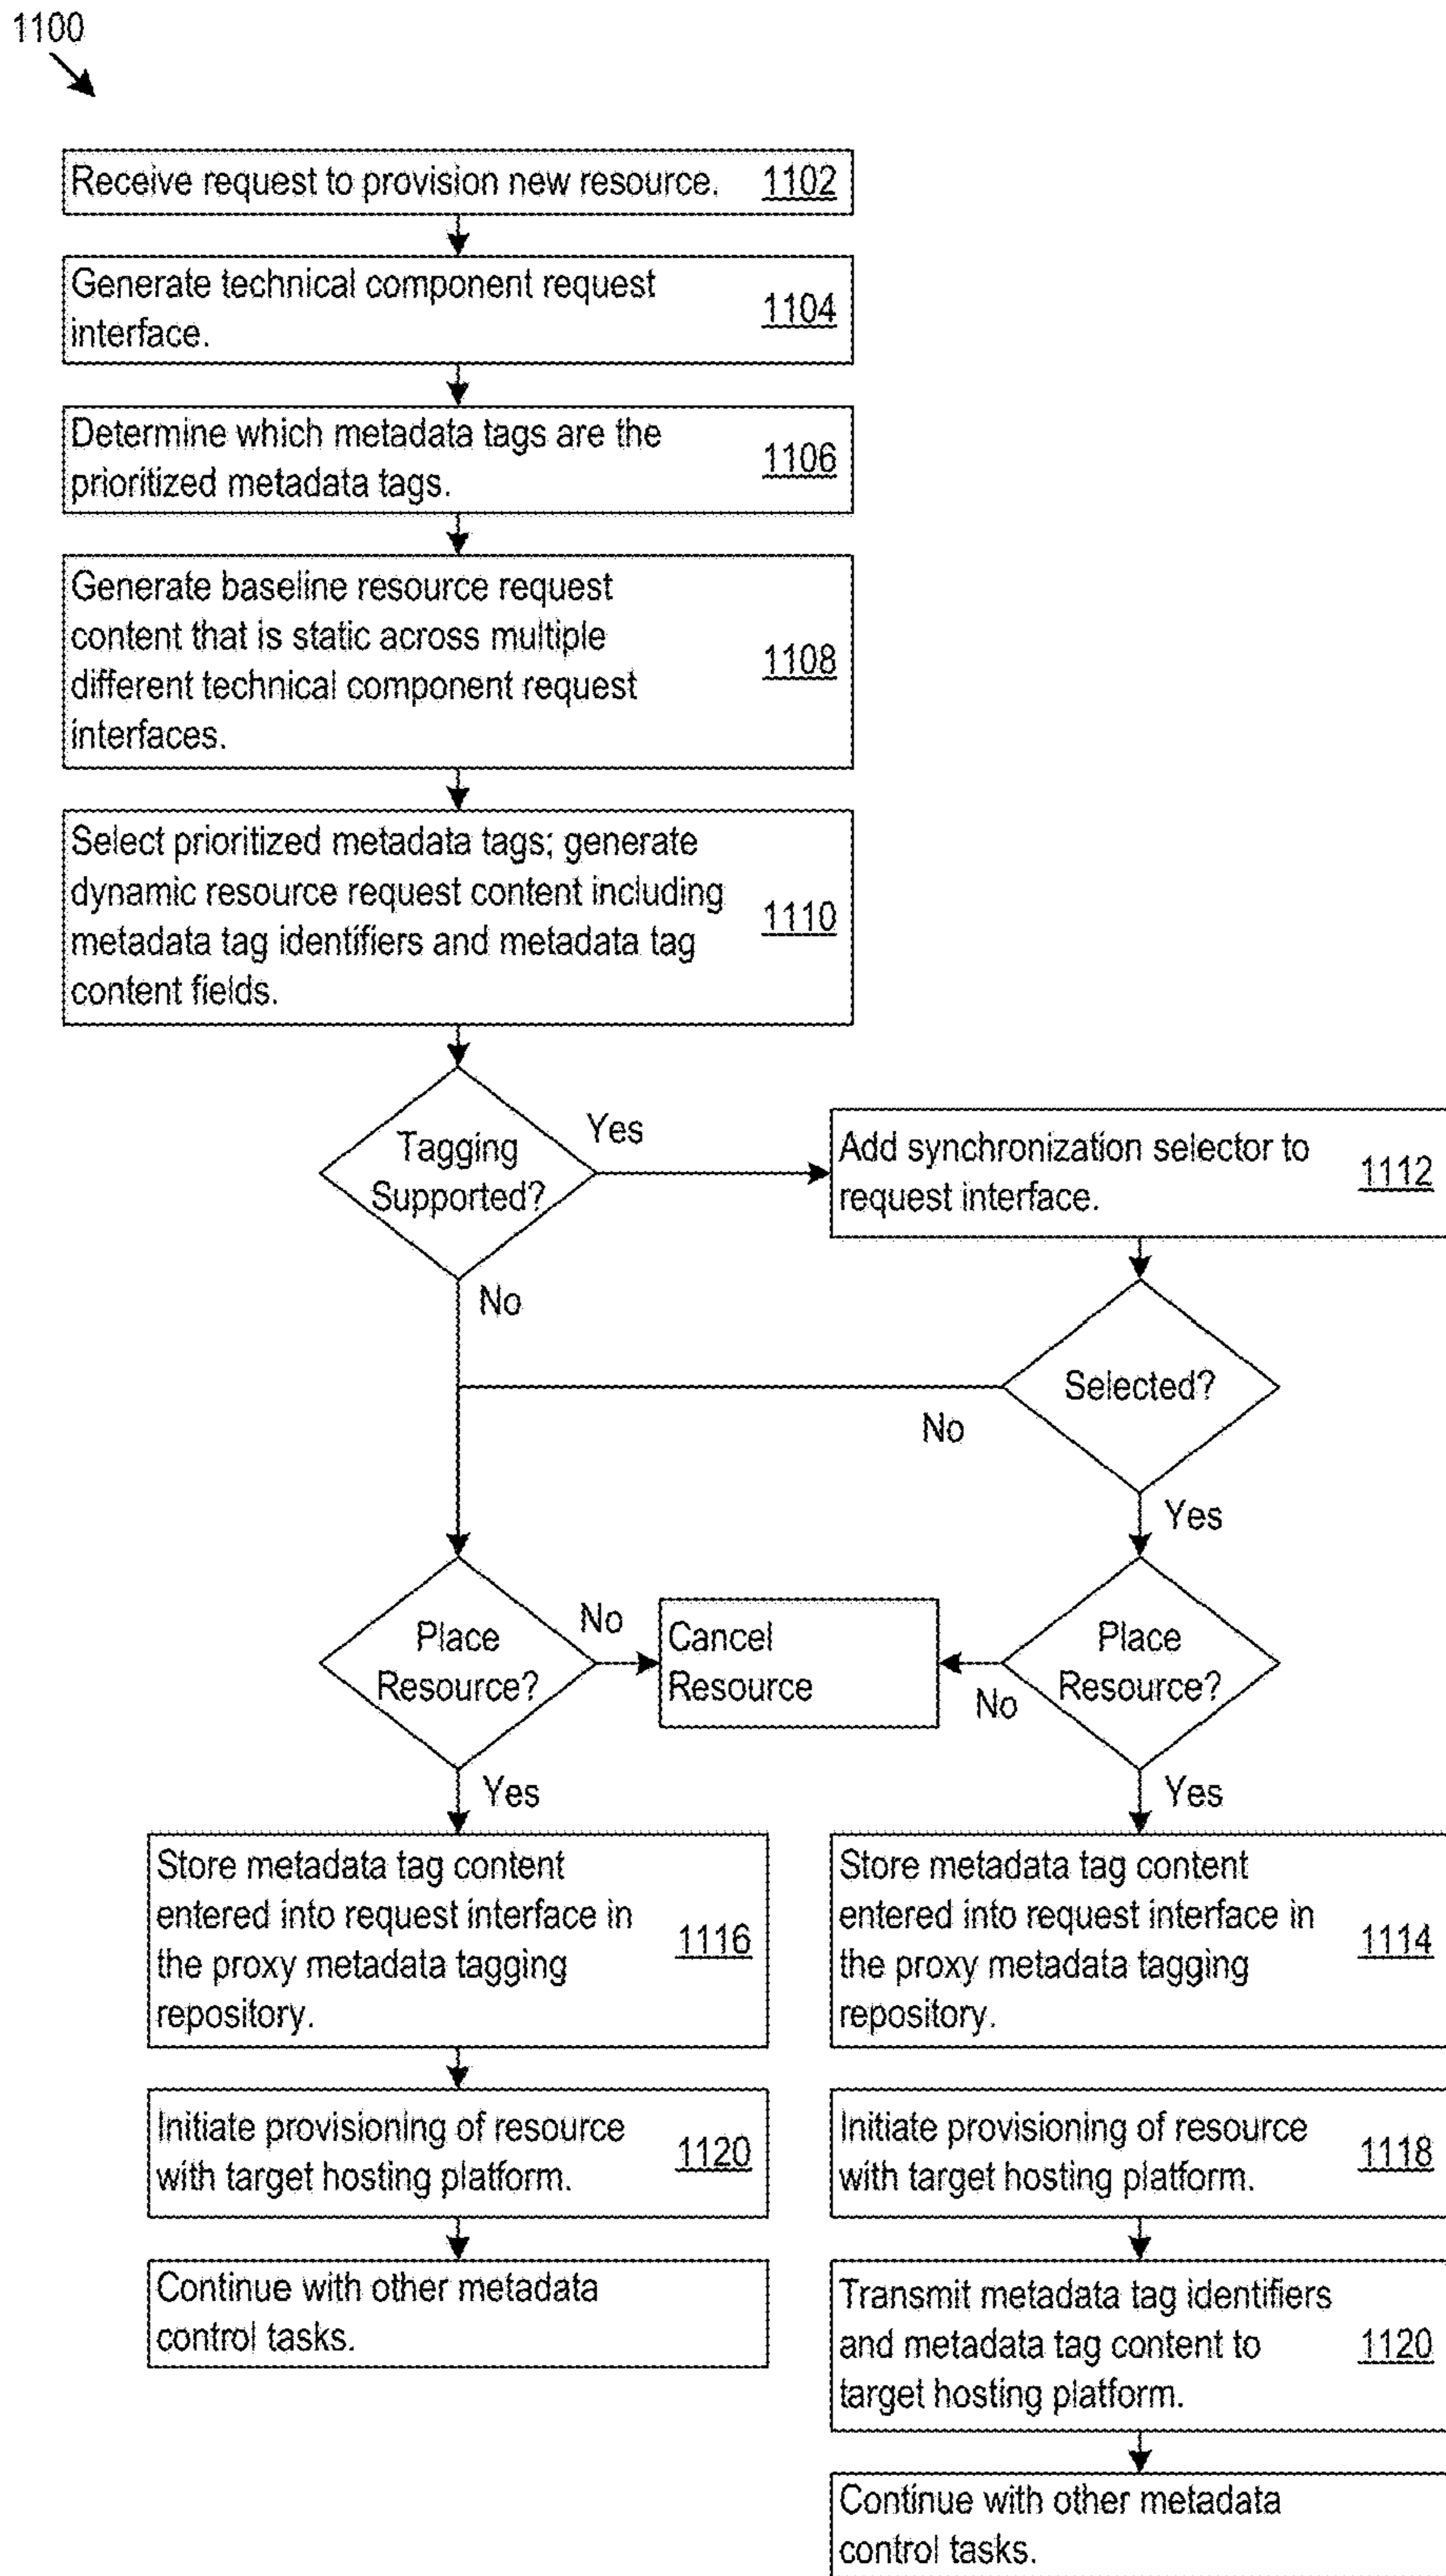 1100
Receive request to provision new resource. 1102
Generate technical component request
interface.
1104
Determine which metadata tags are the
prioritized metadata tags.
1106
Generate baseline resource request
content that is static across multiple
different technical component request
interfaces.
1108
Select prioritized metadata tags; generate
dynamic resource request content including
metadata tag identifiers and metadata tag
content fields.
1110
Tagging
Supported?
Yes
No
Add synchronization selector to
request interface.
1112
Selected?
No
Yes
Place
Resource?
No
Yes
Cancel
Resource
Place
Resource?
No
Yes
Store metadata tag content
entered into request interface in
the proxy metadata tagging
repository.
1116
Store metadata tag content
entered into request interface in
the proxy metadata tagging
repository.
1114
Initiate provisioning of resource
with target hosting platform.
1120
Initiate provisioning of resource
with target hosting platform.
1118
Continue with other metadata
control tasks.
Transmit metadata tag identifiers
and metadata tag content to
target hosting platform.
1120
Continue with other metadata
control tasks.